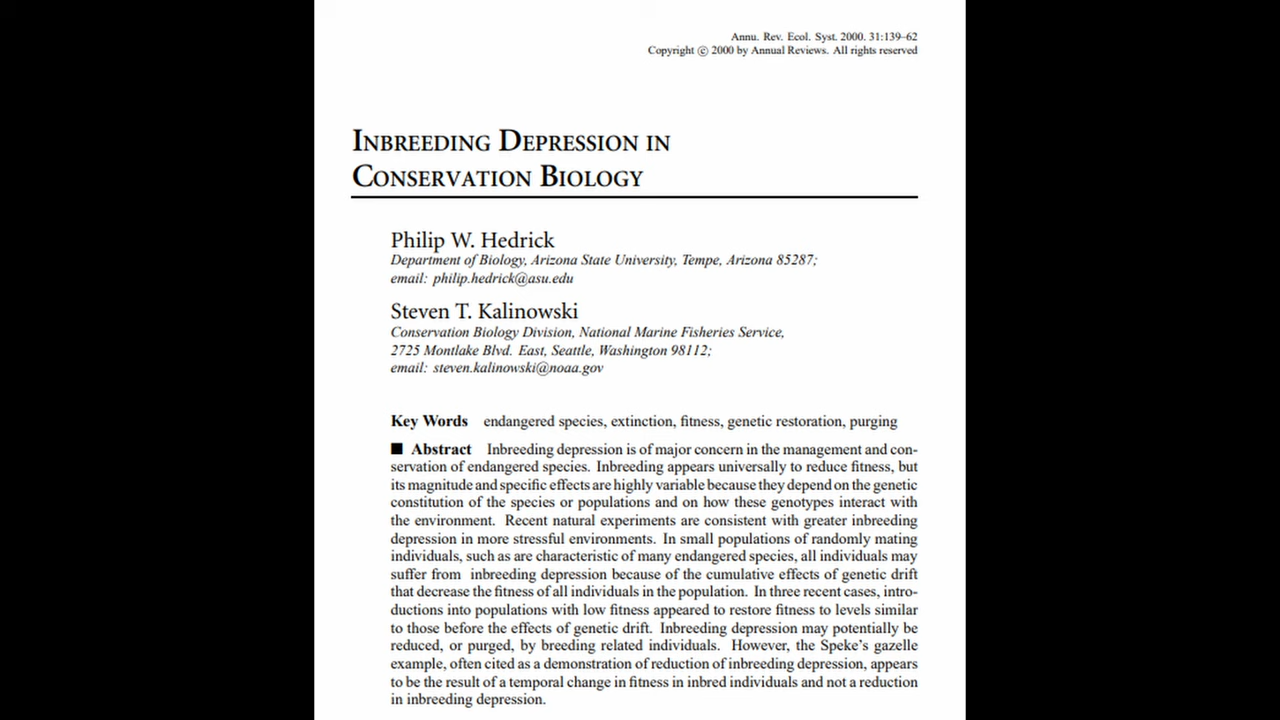 Annu. Rev. Ecol. Syst. 2000. 31:139–62
Copyright © 2000 by Annual Reviews. All rights reserved
INBREEDING DEPRESSION IN
CONSERVATION BIOLOGY
Philip W. Hedrick
Department of Biology, Arizona State University, Tempe, Arizona 85287;
email: philip.hedrick@asu.edu
Steven T. Kalinowski
Conservation Biology Division, National Marine Fisheries Service,
2725 Montlake Blvd. East, Seattle, Washington 98112;
email: steven.kalinowski@noaa.gov
Key Words endangered species, extinction, fitness, genetic restoration, purging
■ Abstract Inbreeding depression is of major concern in the management and con-
servation of endangered species. Inbreeding appears universally to reduce fitness, but
its magnitude and specific effects are highly variable because they depend on the genetic
constitution of the species or populations and on how these genotypes interact with
the environment. Recent natural experiments are consistent with greater inbreeding
depression in more stressful environments. In small populations of randomly mating
individuals, such as are characteristic of many endangered species, all individuals may
suffer from inbreeding depression because of the cumulative effects of genetic drift
that decrease the fitness of all individuals in the population. In three recent cases, intro-
ductions into populations with low fitness appeared to restore fitness to levels similar
to those before the effects of genetic drift. Inbreeding depression may potentially be
reduced, or purged, by breeding related individuals. However, the Speke's gazelle
example, often cited as a demonstration of reduction of inbreeding depression, appears
to be the result of a temporal change in fitness in inbred individuals and not a reduction
in inbreeding depression.